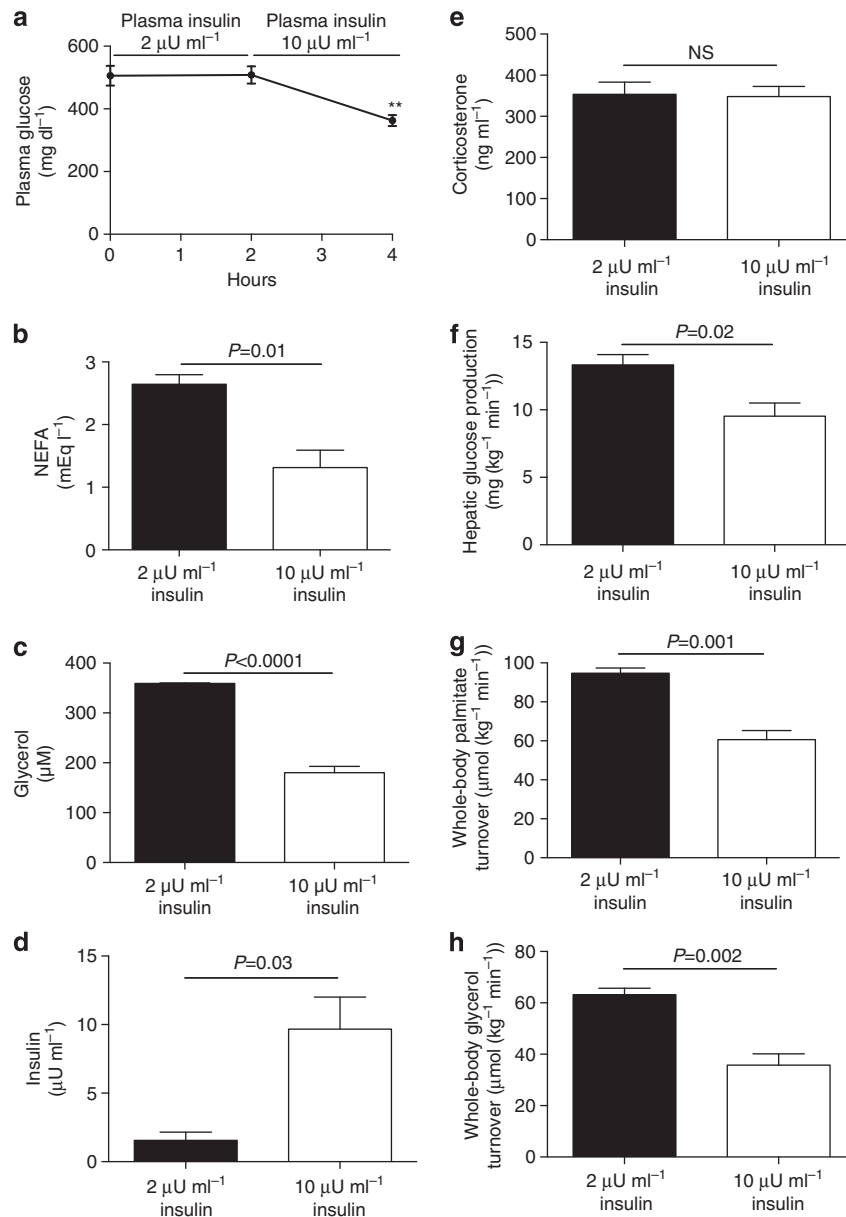 a
Plasma insulin
2 μU ml⁻¹
Plasma insulin
10 μU ml⁻¹
Plasma glucose
(mg dl⁻¹)
600
400
200
0
**
0 1 2 3 4
Hours
b
P=0.01
NEFA
(mEq l⁻¹)
3
2
1
0
2 μU ml⁻¹
insulin
10 μU ml⁻¹
insulin
c
P<0.0001
Glycerol
(μM)
400
300
200
100
0
2 μU ml⁻¹
insulin
10 μU ml⁻¹
insulin
d
P=0.03
Insulin
(μU ml⁻¹)
15
10
5
0
2 μU ml⁻¹
insulin
10 μU ml⁻¹
insulin
e
NS
Corticosterone
(ng ml⁻¹)
500
400
300
200
100
0
2 μU ml⁻¹
insulin
10 μU ml⁻¹
insulin
f
P=0.02
Hepatic glucose production
(mg (kg⁻¹ min⁻¹))
15
10
5
0
2 μU ml⁻¹
insulin
10 μU ml⁻¹
insulin
g
P=0.001
Whole-body palmitate
turnover (μmol (kg⁻¹ min⁻¹))
100
80
60
40
20
0
2 μU ml⁻¹
insulin
10 μU ml⁻¹
insulin
h
P=0.002
Whole-body glycerol
turnover (μmol (kg⁻¹ min⁻¹))
80
60
40
20
0
2 μU ml⁻¹
insulin
10 μU ml⁻¹
insulin